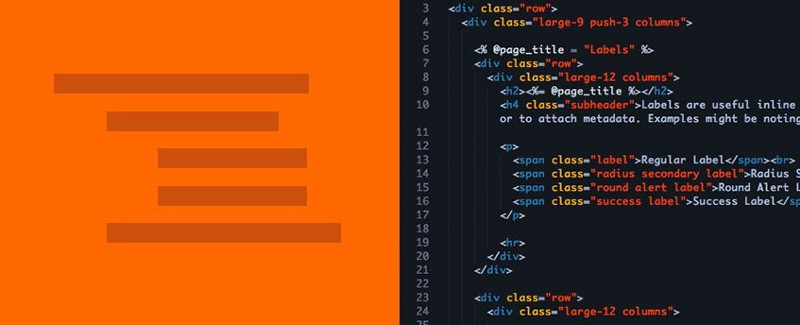 3 <div class="row">
4 <div class="large-9 push-3 columns">
5
6 <% @page_title = "Labels" %>
7 <div class="row">
8 <div class="large-12 columns">
9 <h2><%= @page_title %></h2>
10 <h4 class="subheader">Labels are useful inline
or to attach metadata. Examples might be noting
11
12 <p>
13 <span class="label">Regular Label</span><br>
14 <span class="radius secondary label">Radius S
15 <span class="round alert label">Round Alert L
16 <span class="success label">Success Label</sp
17 </p>
18
19 <hr>
20 </div>
21 </div>
22
23 <div class="row">
24 <div class="large-12 columns">
25